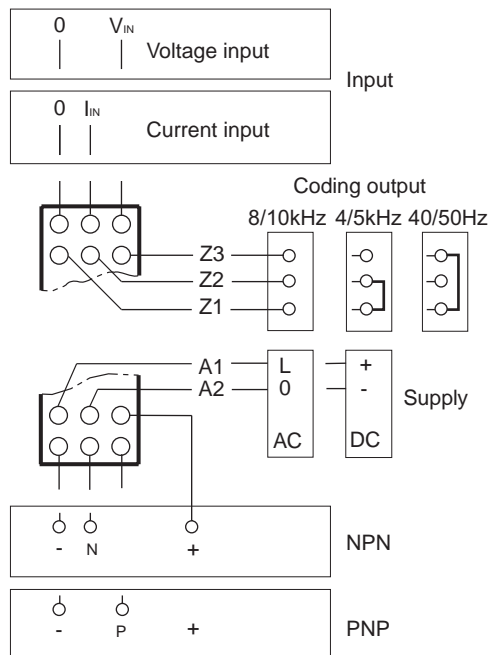 0 VIN
Voltage input
Input
0 IIN
Current input
Coding output
8/10kHz 4/5kHz 40/50Hz
Z3
Z2
Z1
A1 L +
A2 0 -
Supply
AC DC
- N +
NPN
- P +
PNP